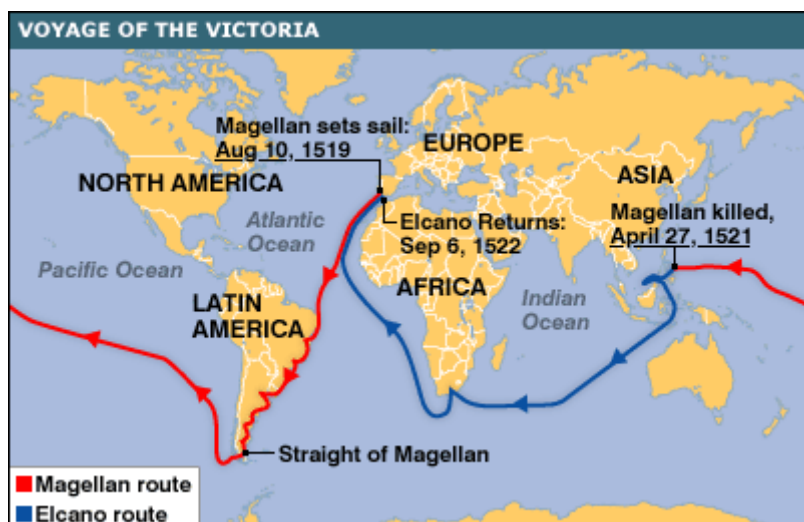 VOYAGE OF THE VICTORIA
Magellan sets sail:
Aug 10, 1519
EUROPE
NORTH AMERICA
ASIA
Atlantic
Ocean
Elcano Returns:
Sep 6, 1522
Magellan killed,
April 27, 1521
Pacific Ocean
AFRICA
Indian
Ocean
LATIN
AMERICA
Straight of Magellan
Magellan route
Elcano route